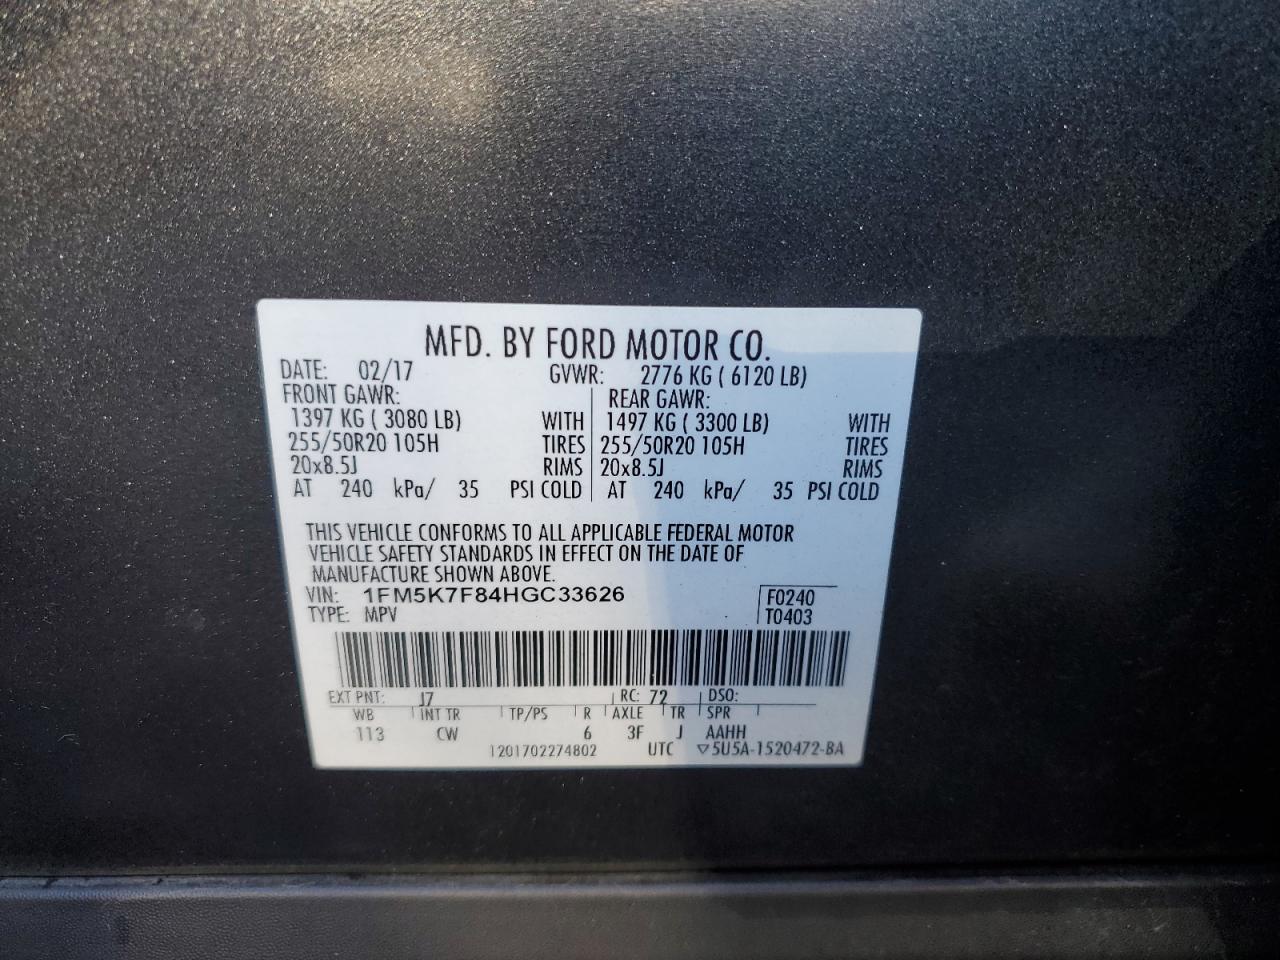 MFD. BY FORD MOTOR CO.
DATE: 02/17 GVWR: 2776 KG ( 6120 LB)
FRONT GAWR: REAR GAWR:
1397 KG ( 3080 LB) WITH 1497 KG ( 3300 LB) WITH
255/50R20 105H TIRES 255/50R20 105H TIRES
20x8.5J RIMS 20x8.5J RIMS
AT 240 kPa/ 35 PSI COLD AT 240 kPa/ 35 PSI COLD
THIS VEHICLE CONFORMS TO ALL APPLICABLE FEDERAL MOTOR
VEHICLE SAFETY STANDARDS IN EFFECT ON THE DATE OF
MANUFACTURE SHOWN ABOVE.
VIN: 1FM5K7F84HGC33626 F0240
TYPE: MPV T0403
EXT PNT: J7 RC: 72 DSO:
WB INT TR TP/PS R AXLE TR SPR
113 CW 6 3F J AAHH
1201702274802 UTC ▽5U5A-1520472-BA